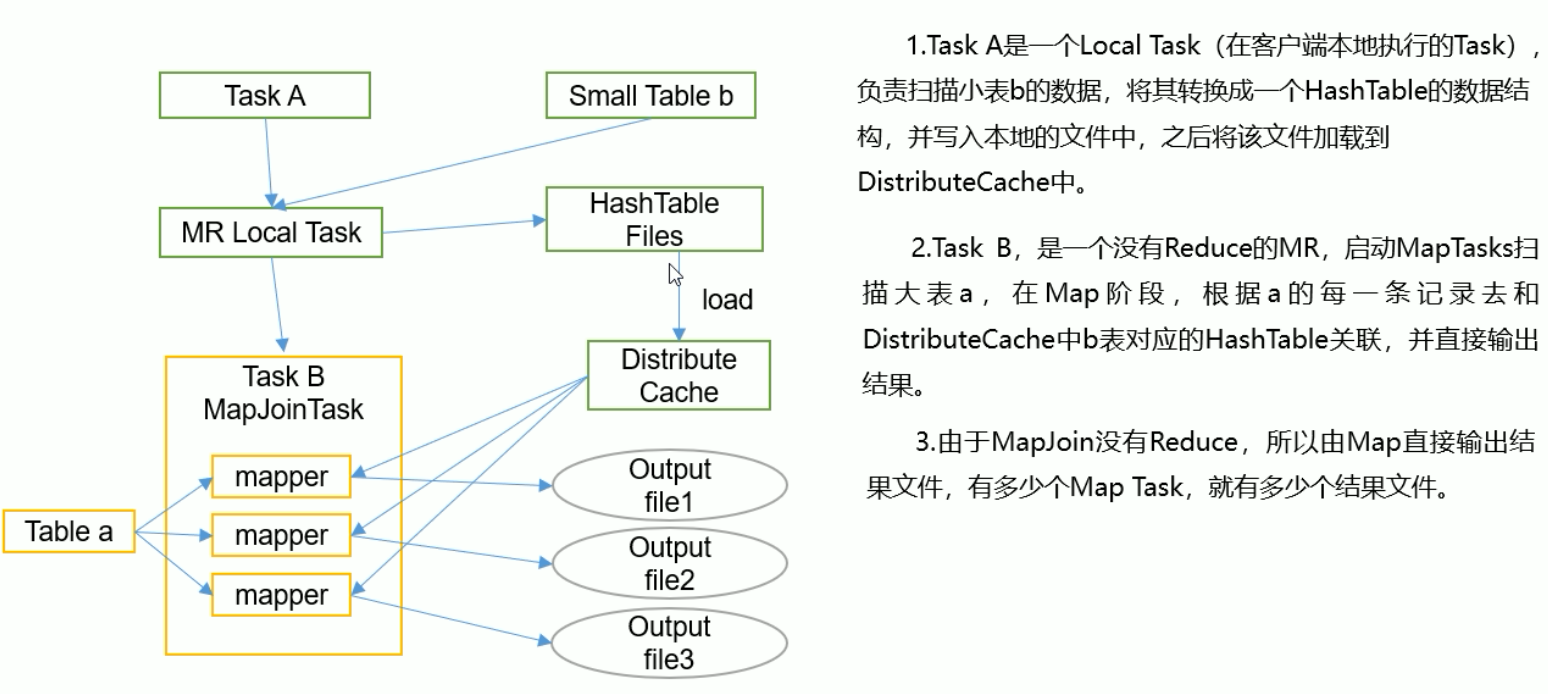 Task A
Small Table b
MR Local Task
HashTable
Files
load
Distribute
Cache
Task B
MapJoinTask
mapper
mapper
mapper
Table a
Output
file1
Output
file2
Output
file3
1.Task A是一个Local Task（在客户端本地执行的Task），
负责扫描小表b的数据，将其转换成一个HashTable的数据结
构，并写入本地的文件中，之后将该文件加载到
DistributeCache中。
2.Task B，是一个没有Reduce的MR，启动MapTasks扫
描大表a，在Map阶段，根据a的每一条记录去和
DistributeCache中b表对应的HashTable关联，并直接输出
结果。
3.由于MapJoin没有Reduce，所以由Map直接输出结
果文件，有多少个Map Task，就有多少个结果文件。